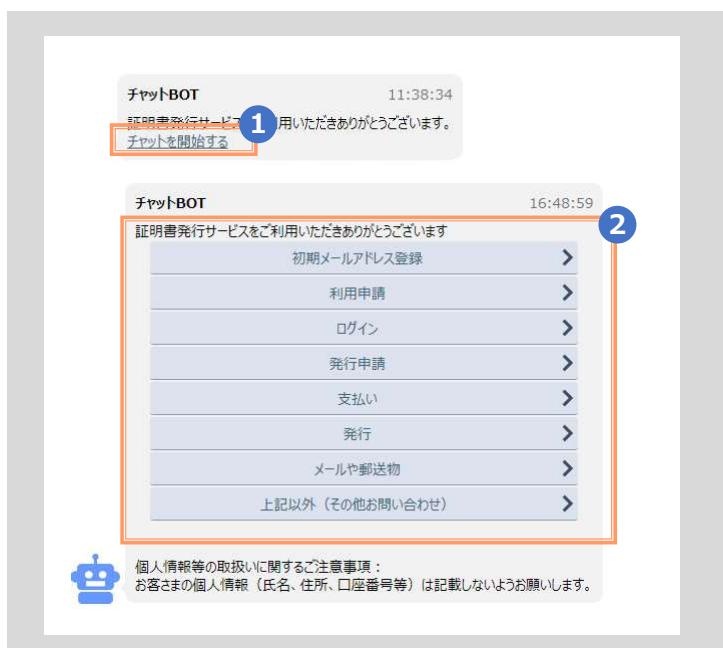 チャットBOT 11:38:34
証明書発行サービス 用いただきありがとうございます。
1
チャットを開始する
チャットBOT 16:48:59
2
証明書発行サービスをご利用いただきありがとうございます
初期メールアドレス登録
利用申請
ログイン
発行申請
支払い
発行
メールや郵送物
上記以外（その他お問い合わせ）
個人情報等の取扱いに関するご注意事項：
お客さまの個人情報（氏名、住所、口座番号等）は記載しないようお願いします。